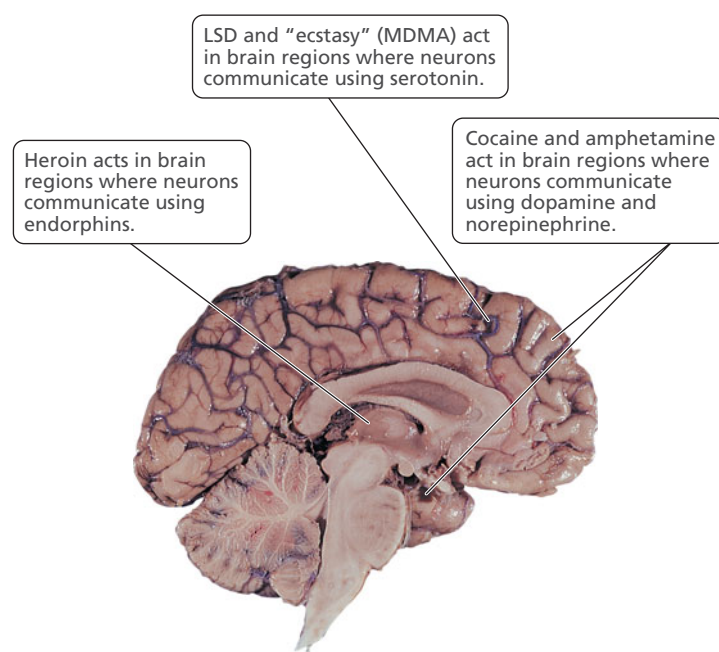 LSD and “ecstasy” (MDMA) act
in brain regions where neurons
communicate using serotonin.
Heroin acts in brain
regions where neurons
communicate using
endorphins.
Cocaine and amphetamine
act in brain regions where
neurons communicate
using dopamine and
norepinephrine.